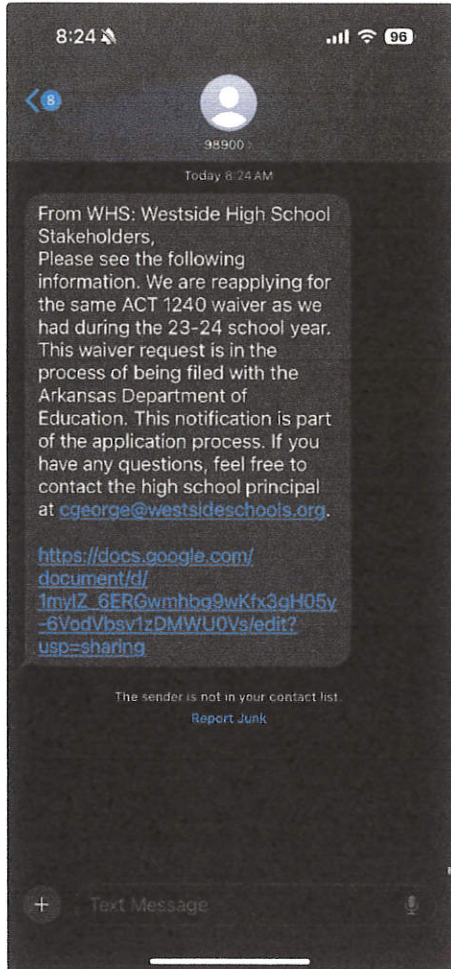 8:24
96
8
98900
Today 8:24 AM
From WHS: Westside High School
Stakeholders,
Please see the following
information. We are reapplying for
the same ACT 1240 waiver as we
had during the 23-24 school year.
This waiver request is in the
process of being filed with the
Arkansas Department of
Education. This notification is part
of the application process. If you
have any questions, feel free to
contact the high school principal
at cgeorge@westsideschools.org.
https://docs.google.com/
document/d/
usp=sharing
The sender is not in your contact list.
Report Junk
Text Message